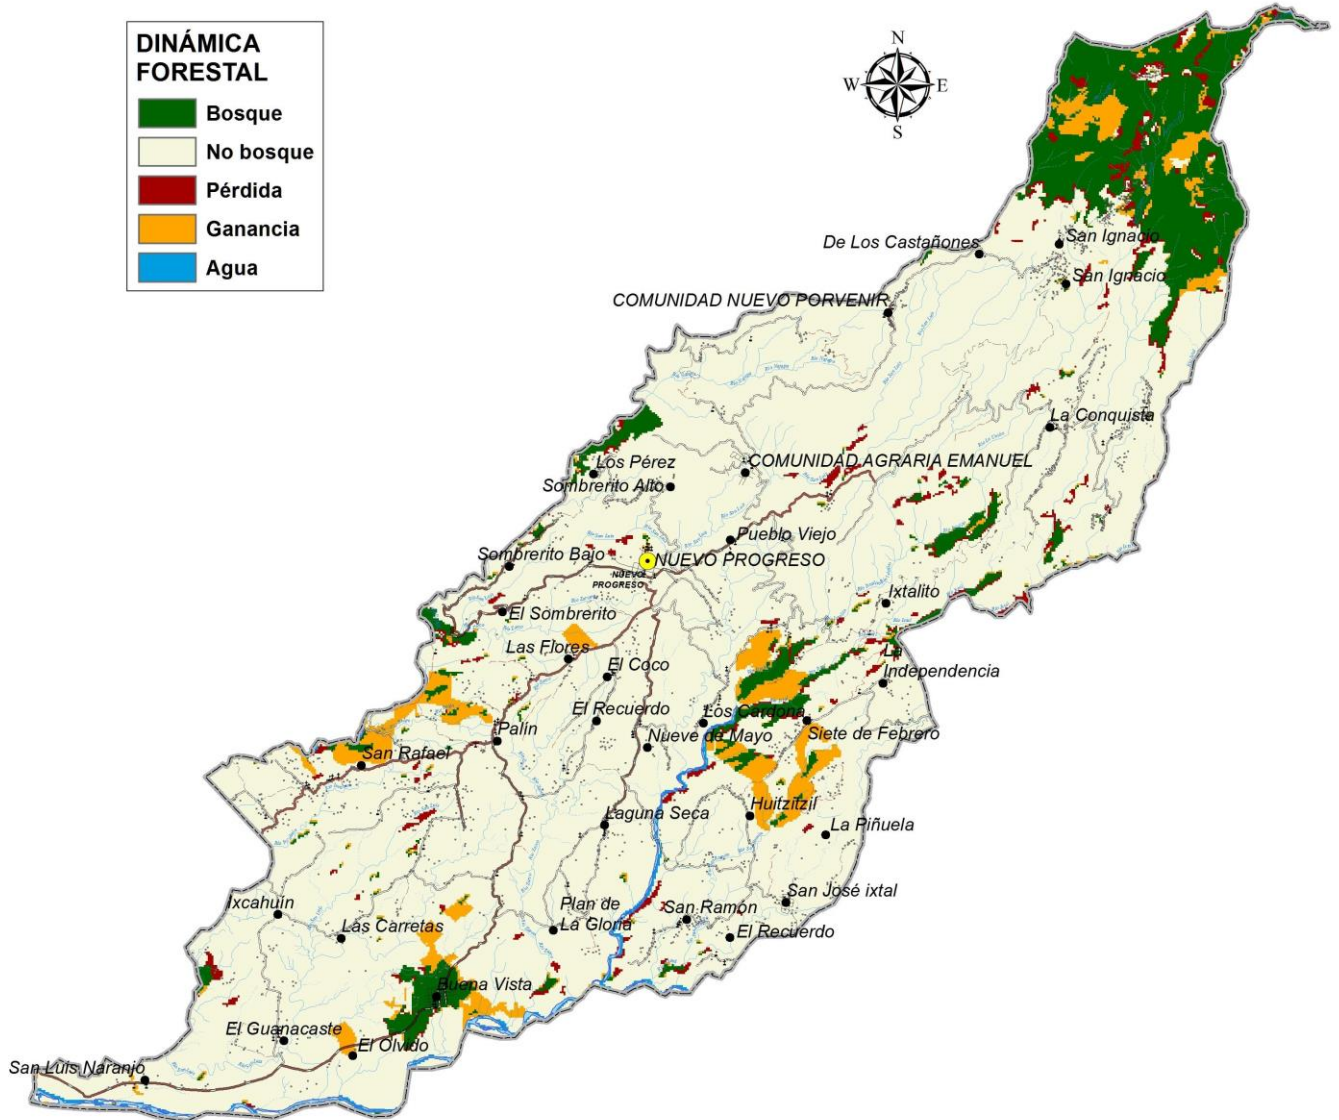 DINÁMICA
FORESTAL
Bosque
No bosque
Pérdida
Ganancia
Agua
N
W
E
S
De Los Castañones
San Ignacio
San Ignacio
COMUNIDAD NUEVO PORVENIR
La Conquista
Los Pérez
COMUNIDAD AGRARIA EMANUEL
Sombrerito Alto
Pueblo Viejo
Sombrerito Bajo
NUEVO PROGRESO
NUEVO
PROGRESO
Ixtalito
El Sombrerito
Las Flores
La
Independencia
El Coco
El Recuerdo
Los Cardona
Palín
Nueve de Mayo
Siete de Febrero
San Rafael
Huitzitzil
Laguna Seca
La Piñuela
San José ixtal
Ixcahuín
Plan de
La Gloria
San Ramón
Las Carretas
El Recuerdo
Buena Vista
El Guanacaste
El Olvido
San Luis Naranjo